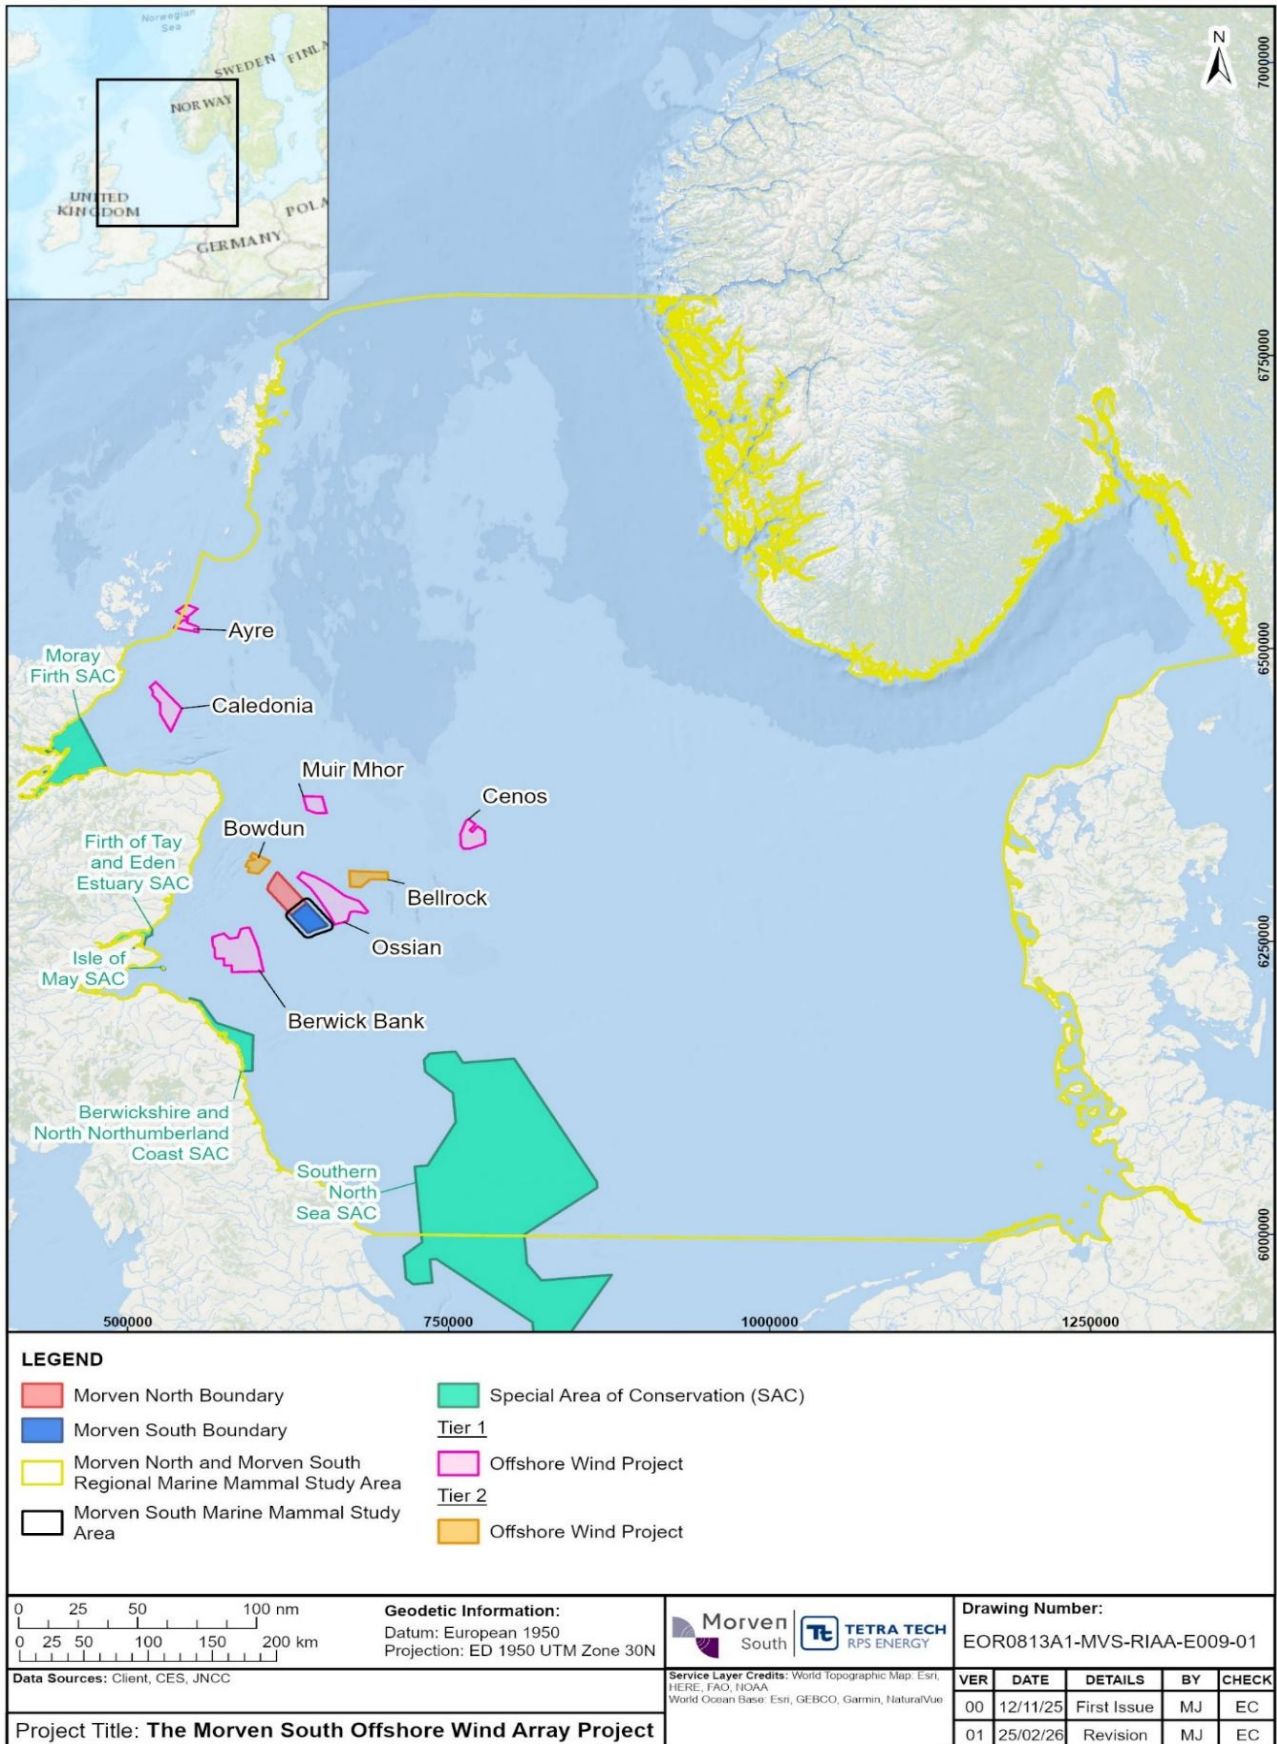 Norwegian
Sea
SWEDEN
NORWAY
UNITED
KINGDOM
GERMANY
N
7000000
6750000
6500000
6250000
6000000
Ayre
Moray
Firth SAC
Caledonia
Muir Mhor
Cenos
Bowdun
Firth of Tay
and Eden
Estuary SAC
Bellrock
Ossian
Isle of
May SAC
Berwick Bank
Berwickshire and
North Northumberland
Coast SAC
Southern
North
Sea SAC
500000 750000 1000000 1250000
LEGEND
Morven North Boundary
Morven South Boundary
Morven North and Morven South
Regional Marine Mammal Study Area
Morven South Marine Mammal Study
Area
Special Area of Conservation (SAC)
Tier 1
Offshore Wind Project
Tier 2
Offshore Wind Project
0 25 50 100 nm
0 25 50 100 150 200 km
Geodetic Information:
Datum: European 1950
Projection: ED 1950 UTM Zone 30N
Data Sources: Client, CES, JNCC
Project Title: The Morven South Offshore Wind Array Project
Morven
South
Tt TETRA TECH
RPS ENERGY
Service Layer Credits: World Topographic Map: Esri,
HERE, FAO, NOAA
World Ocean Base: Esri, GEBCO, Garmin, NaturalVue
Drawing Number:
EOR0813A1-MVS-RIAA-E009-01
VER DATE DETAILS BY CHECK
00 12/11/25 First Issue MJ EC
01 25/02/26 Revision MJ EC